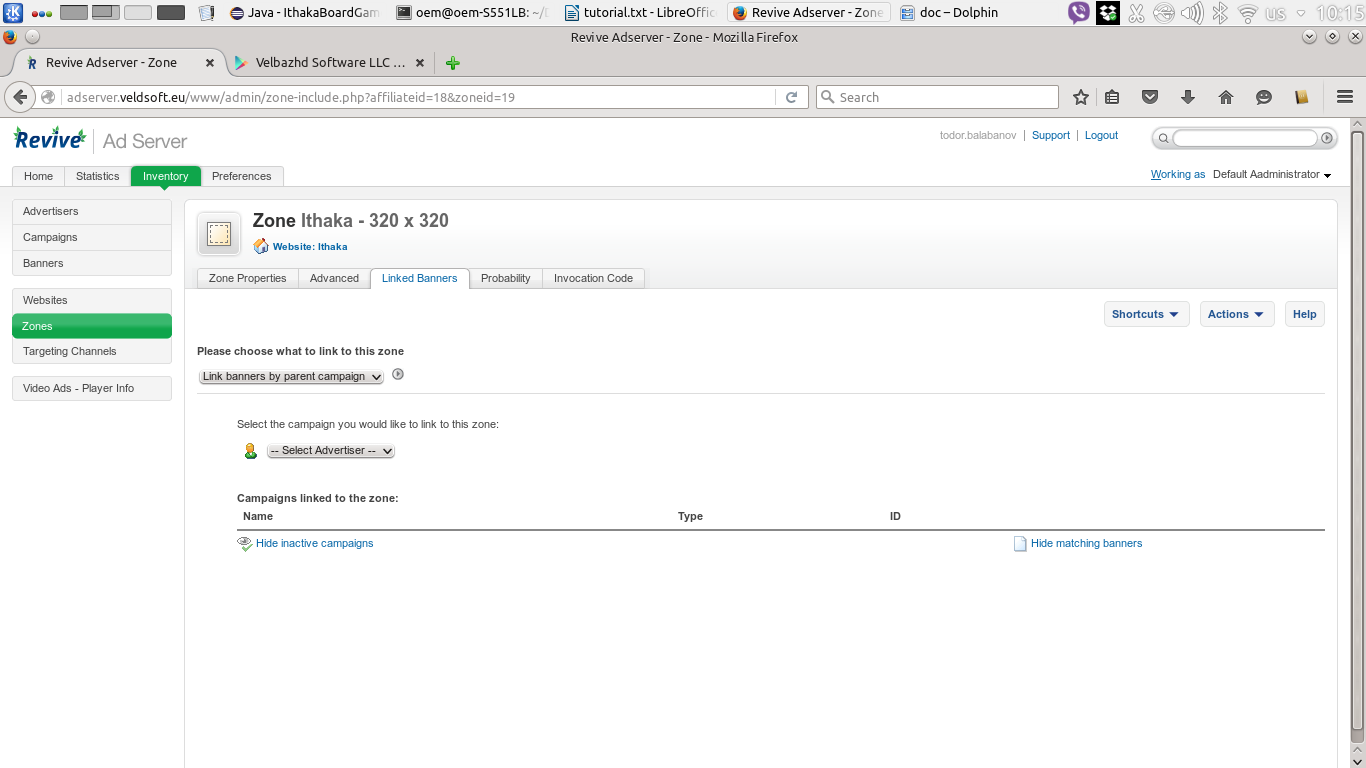 Java - IthakaBoardGam oem@oem-S551LB: ~/t tutorial.txt - LibreOffic Revive Adserver - Zone doc – Dolphin us 10:15
Revive Adserver - Zone - Mozilla Firefox
Revive Adserver - Zone Velbazhd Software LLC ...
adserver.veldsoft.eu/www/admin/zone-include.php?affiliateid=18&zoneid=19 Search
Revive Ad Server todor.balabanov | Support | Logout
Home Statistics Inventory Preferences Working as Default Aadministrator
Advertisers
Campaigns
Banners
Websites
Zones
Targeting Channels
Video Ads - Player Info
Zone Ithaka - 320 x 320
Website: Ithaka
Zone Properties Advanced Linked Banners Probability Invocation Code
Shortcuts Actions Help
Please choose what to link to this zone
Link banners by parent campaign
Select the campaign you would like to link to this zone:
-- Select Advertiser --
Campaigns linked to the zone:
Name Type ID
Hide inactive campaigns Hide matching banners